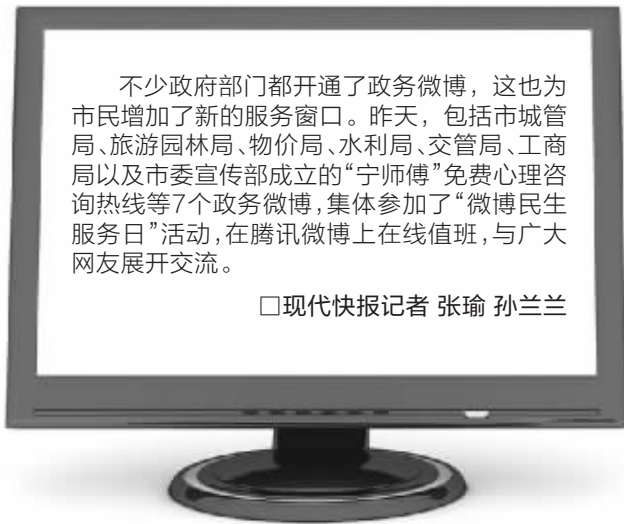 不少政府部门都开通了政务微博，这也为
市民增加了新的服务窗口。昨天，包括市城管
局、旅游园林局、物价局、水利局、交管局、工商
局以及市委宣传部成立的“宁师傅”免费心理咨
询热线等7个政务微博，集体参加了“微博民生
服务日”活动，在腾讯微博上在线值班，与广大
网友展开交流。
□现代快报记者 张瑜 孙兰兰